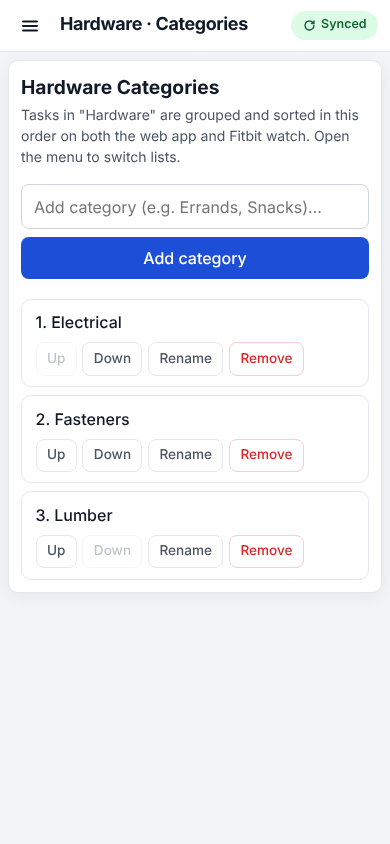 Hardware · Categories
Synced
Hardware Categories
Tasks in "Hardware" are grouped and sorted in this
order on both the web app and Fitbit watch. Open
the menu to switch lists.
Add category (e.g. Errands, Snacks)...
Add category
1. Electrical
Up Down Rename Remove
2. Fasteners
Up Down Rename Remove
3. Lumber
Up Down Rename Remove